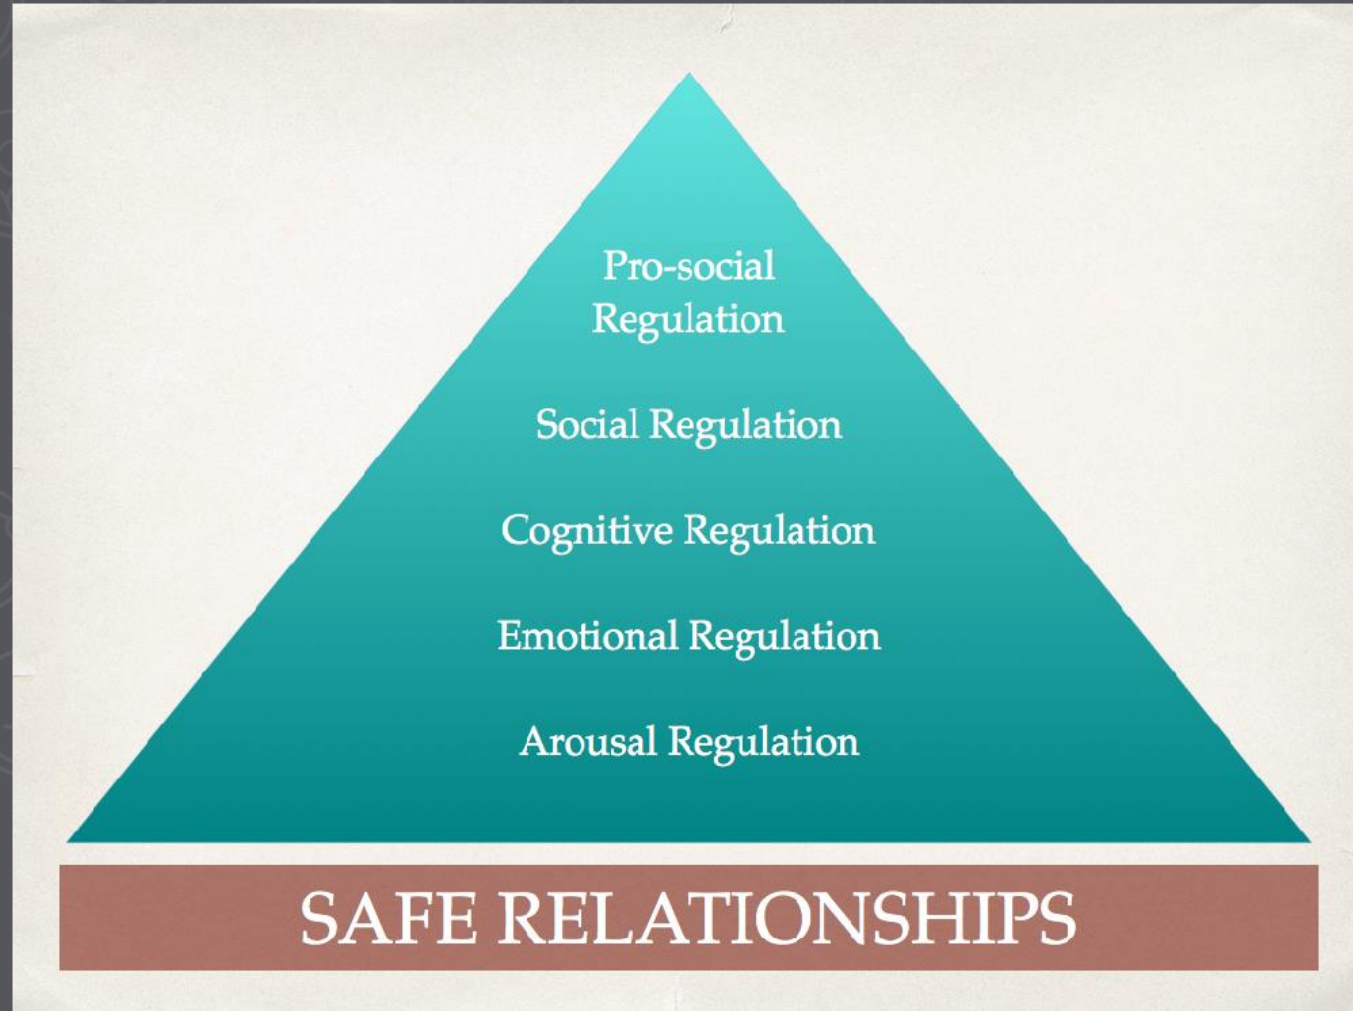 Pro-social
Regulation
Social Regulation
Cognitive Regulation
Emotional Regulation
Arousal Regulation
SAFE RELATIONSHIPS